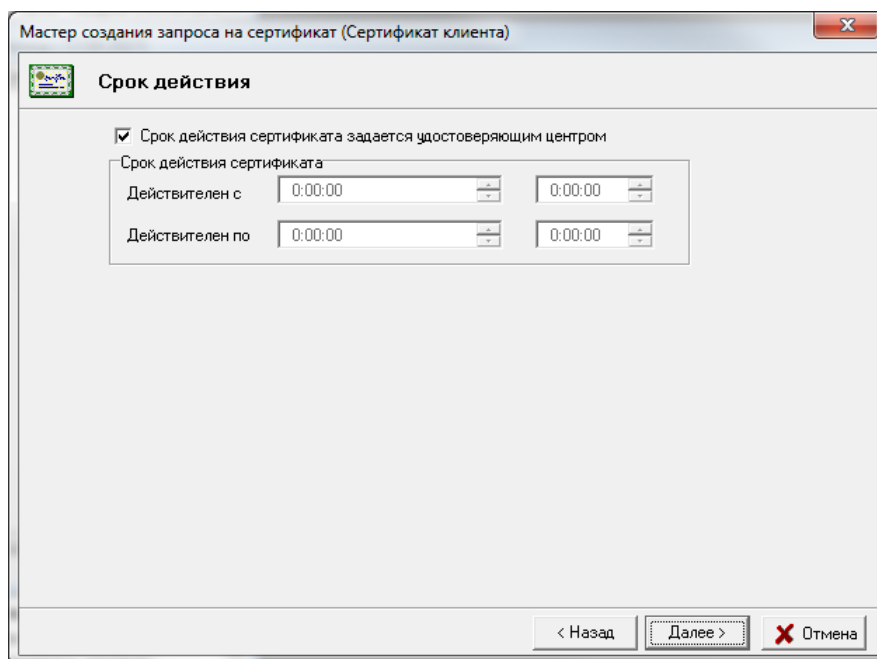 Мастер создания запроса на сертификат (Сертификат клиента)
Срок действия
Срок действия сертификата задается удостоверяющим центром
Срок действия сертификата
Действителен с 0:00:00 0:00:00
Действителен по 0:00:00 0:00:00
< Назад Далее > Отмена